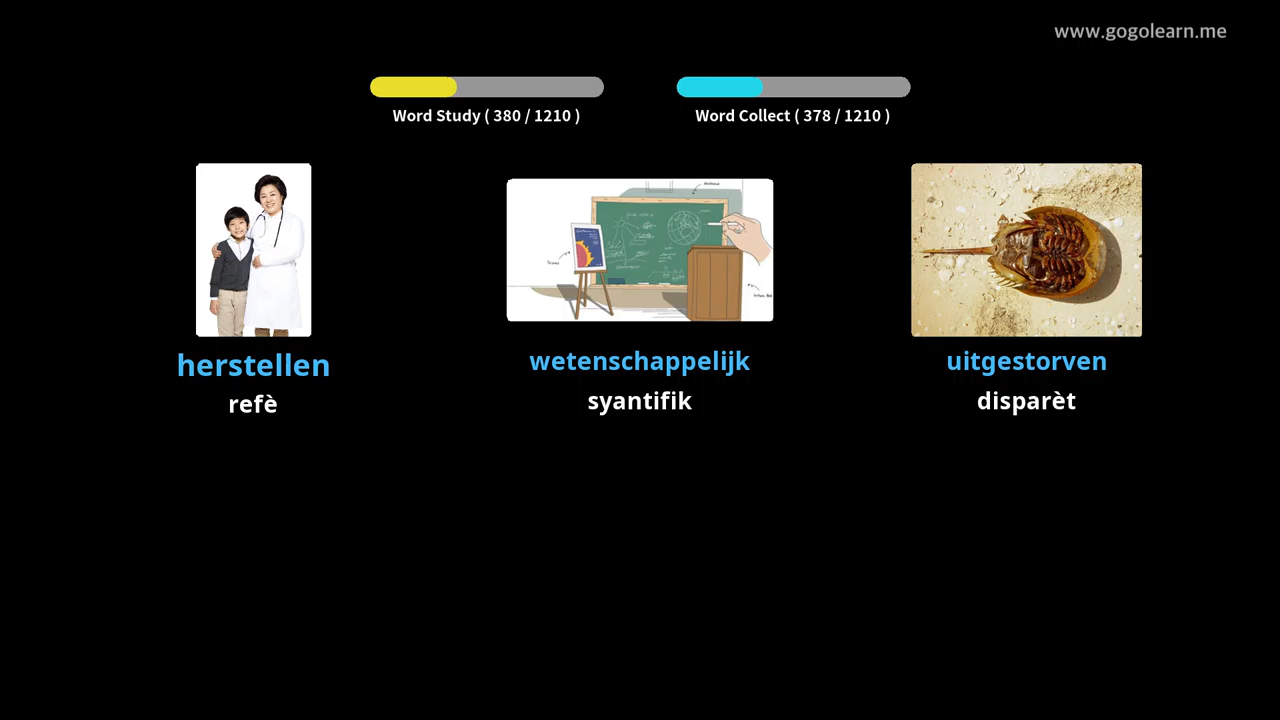 www.gogolearn.me
Word Study ( 380 / 1210 )
Word Collect ( 378 / 1210 )
herstellen
wetenschappelijk
uitgestorven
refè
syantifik
disparèt